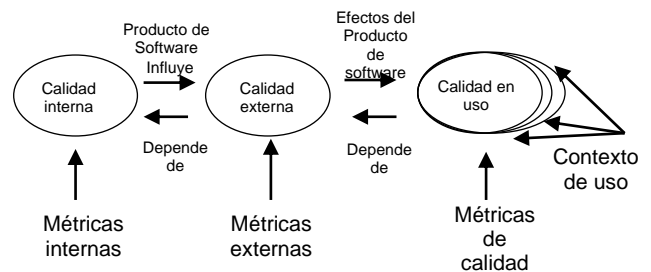 Producto de
Software
Influye
Efectos del
Producto
de
software
Calidad
interna
Calidad
externa
Calidad en
uso
Depende
de
Depende
de
Contexto
de uso
Métricas
internas
Métricas
externas
Métricas
de
calidad